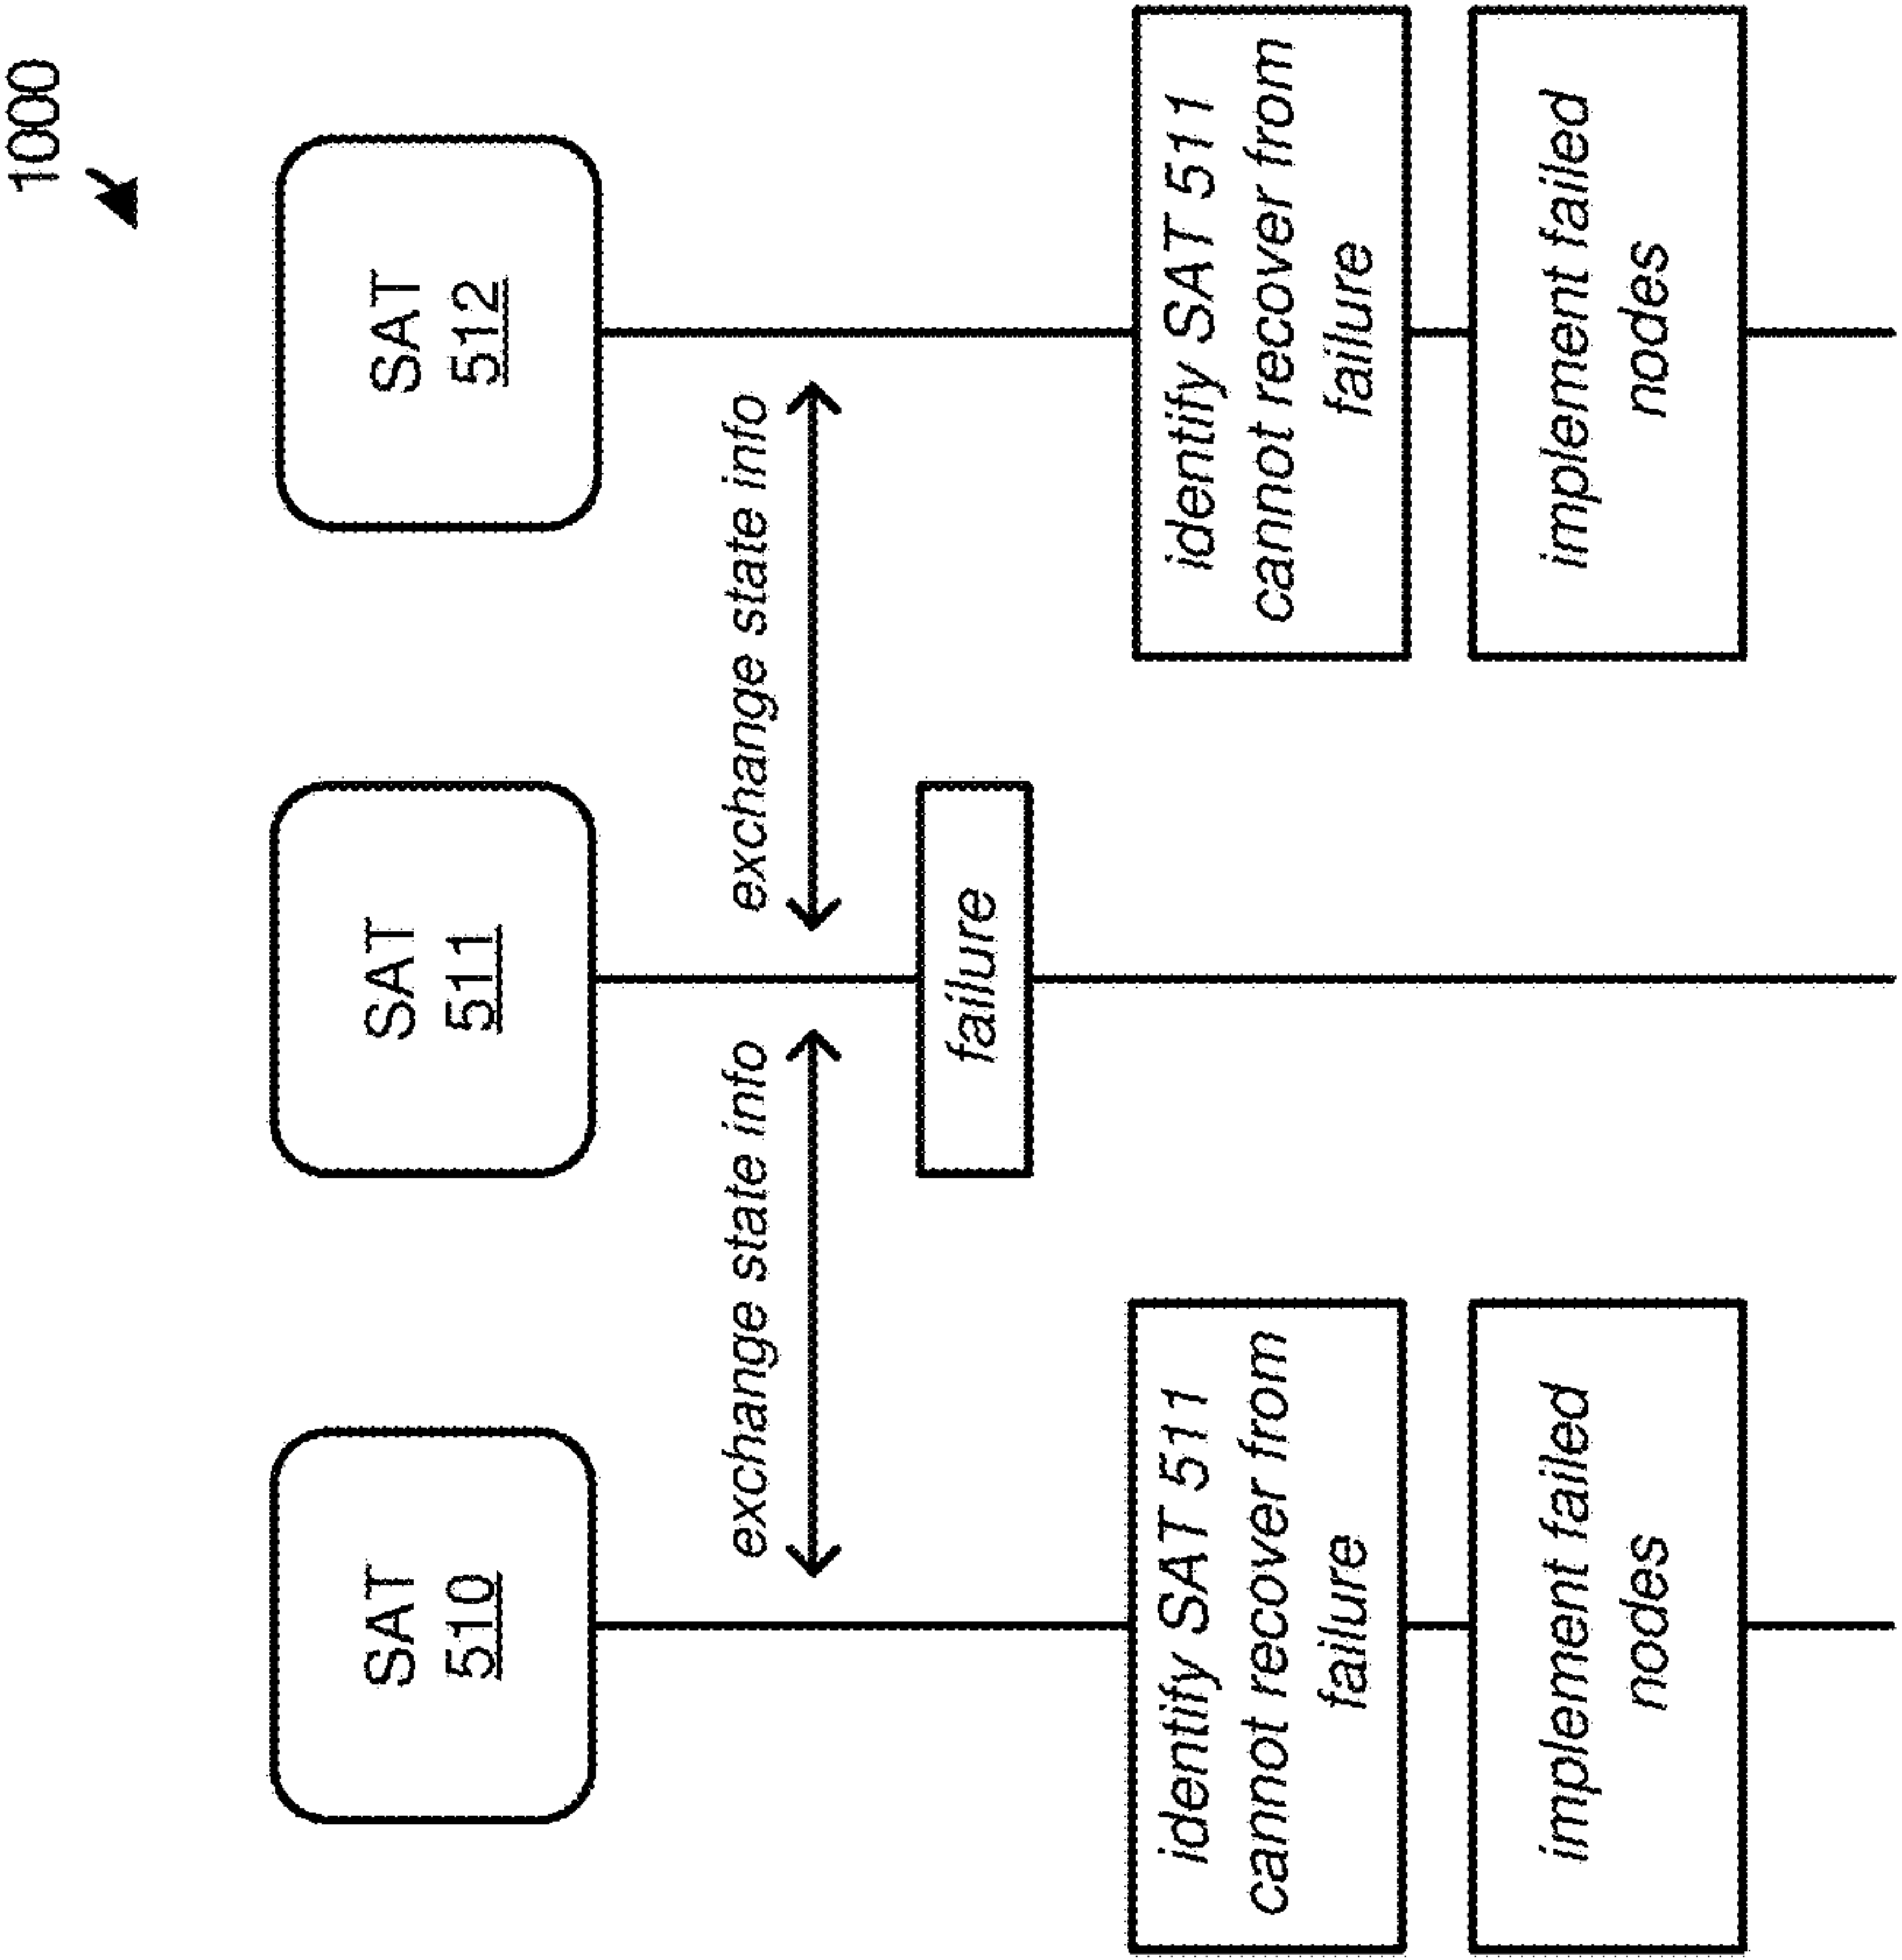 1000
SAT
510
SAT
511
SAT
512
exchange state info
exchange state info
failure
identify SAT 511
cannot recover from
failure
identify SAT 511
cannot recover from
failure
implement failed
nodes
implement failed
nodes